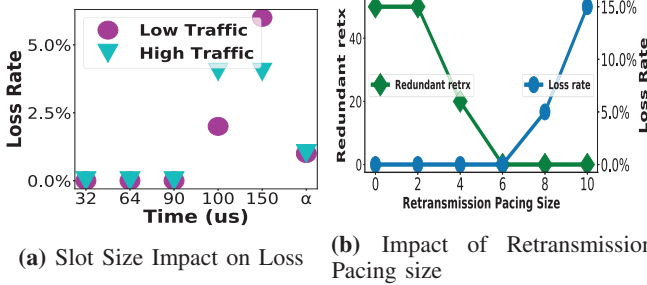 Loss Rate
5.0%
2.5%
0.0%
Low Traffic
High Traffic
32 64 90 100 150 α
Time (us)
(a) Slot Size Impact on Loss
Redundant retx
40
20
0
Redundant retrx
Loss rate
15.0%
10.0%
5.0%
0.0%
Loss Rate
0 2 4 6 8 10
Retransmission Pacing Size
(b) Impact of Retransmission
Pacing size